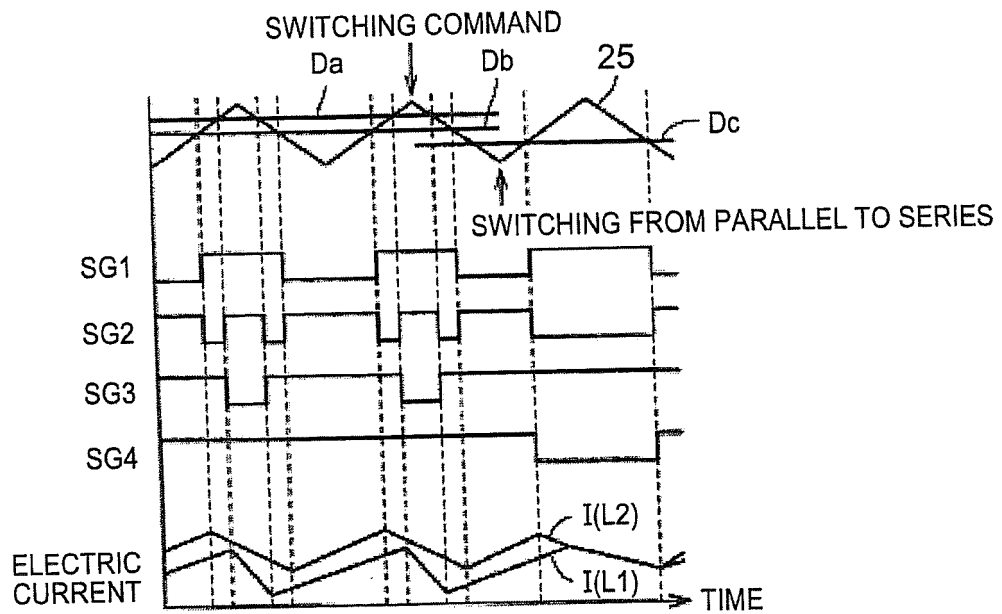 SWITCHING COMMAND
Da
Db
25
Dc
SWITCHING FROM PARALLEL TO SERIES
SG1
SG2
SG3
SG4
I(L2)
I(L1)
ELECTRIC
CURRENT
TIME